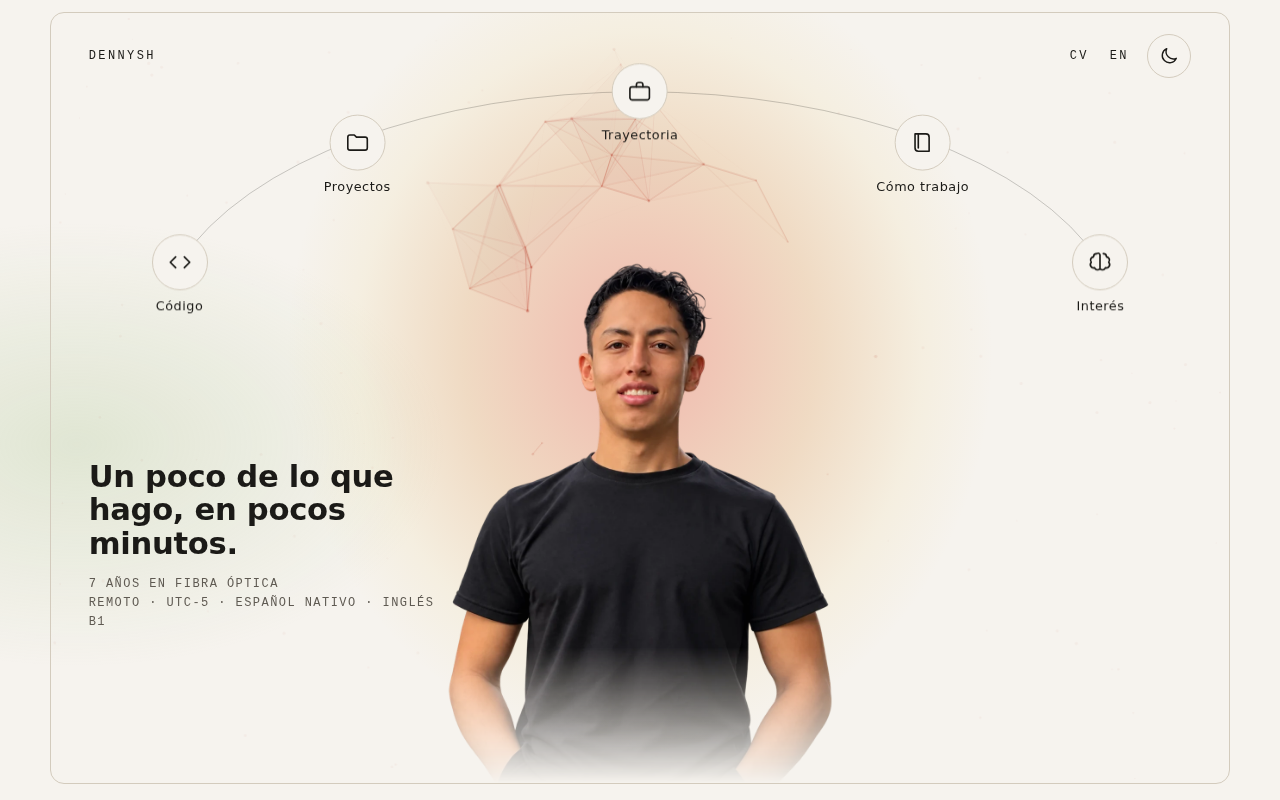 DENNYSH
CV EN
Trayectoria
Proyectos
Cómo trabajo
Código
Interés
Un poco de lo que
hago, en pocos
minutos.
7 AÑOS EN FIBRA ÓPTICA
REMOTO · UTC-5 · ESPAÑOL NATIVO · INGLÉS
B1